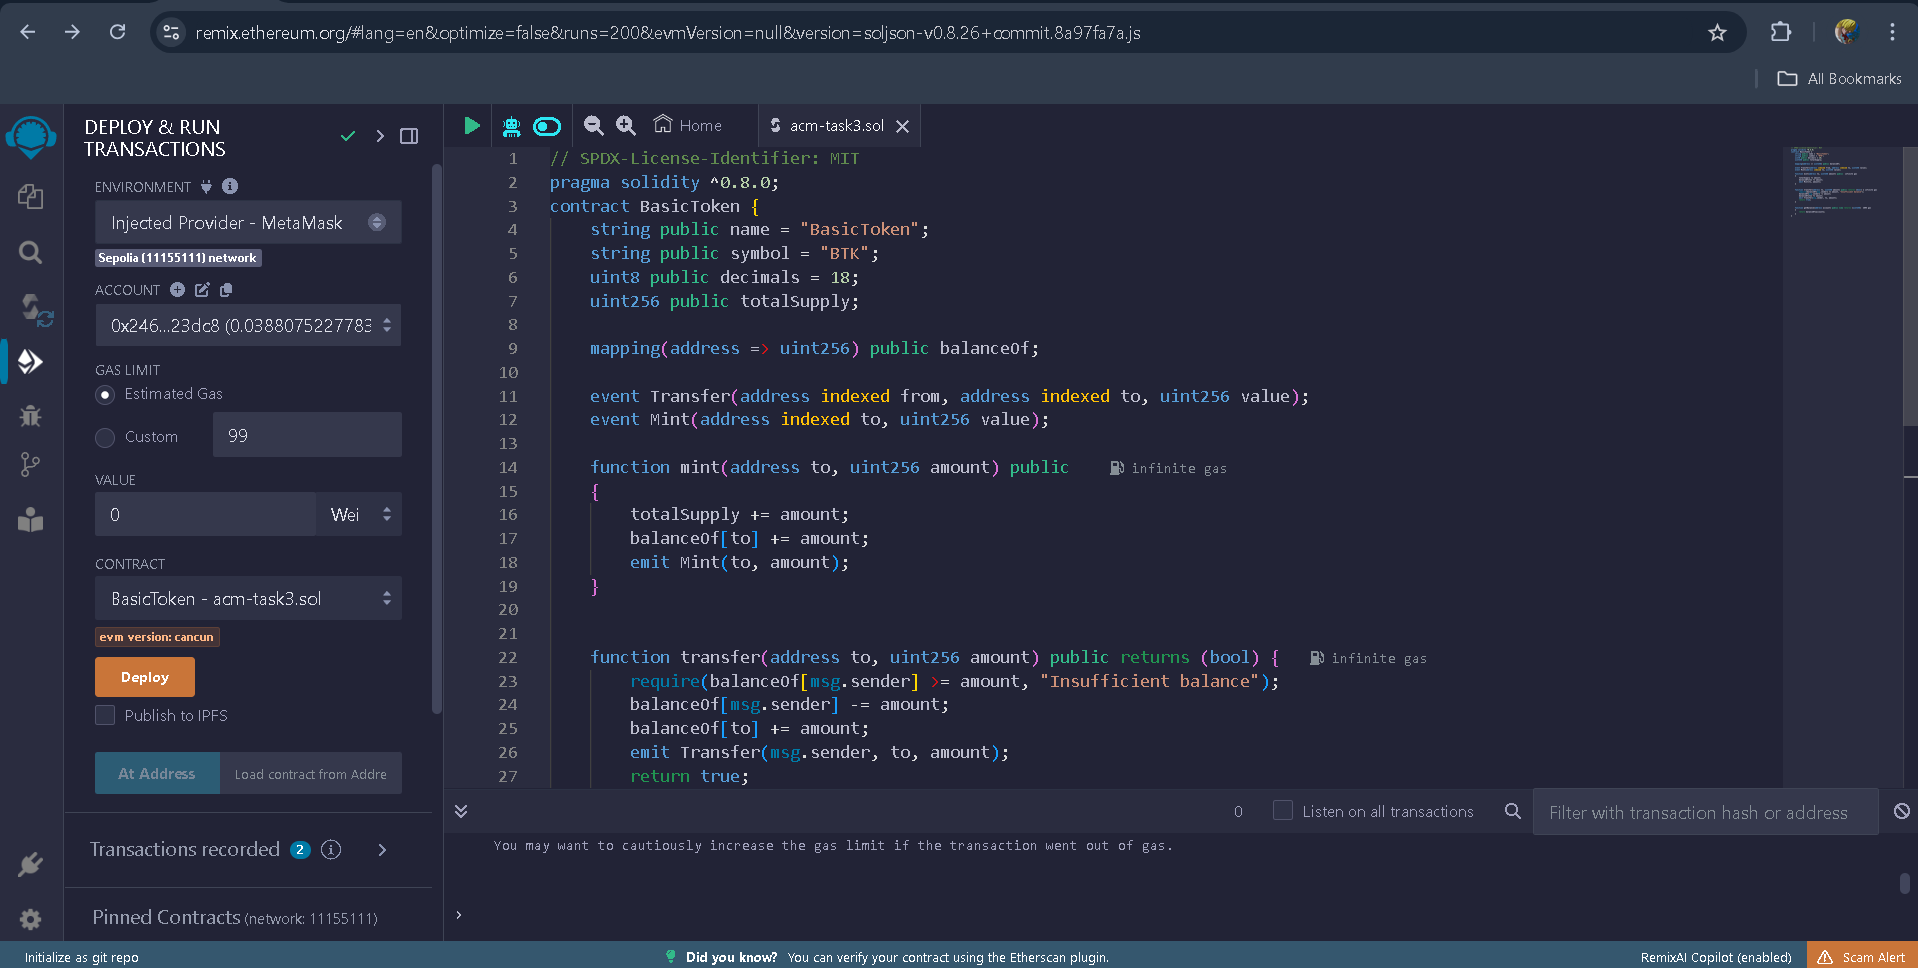 remix.ethereum.org/#lang=en&optimize=false&runs=200&evmVersion=null&version=soljson-v0.8.26+commit.8a97fa7a.js
All Bookmarks
DEPLOY & RUN
TRANSACTIONS
ENVIRONMENT
Injected Provider - MetaMask
Sepolia (11155111) network
ACCOUNT
0x246...23dc8 (0.0388075227783
GAS LIMIT
Estimated Gas
Custom 99
VALUE
0 Wei
CONTRACT
BasicToken - acm-task3.sol
evm version: cancun
Deploy
Publish to IPFS
At Address Load contract from Addre
Transactions recorded 2
Pinned Contracts (network: 11155111)
Home acm-task3.sol
1 // SPDX-License-Identifier: MIT
2 pragma solidity ^0.8.0;
3 contract BasicToken {
4 string public name = "BasicToken";
5 string public symbol = "BTK";
6 uint8 public decimals = 18;
7 uint256 public totalSupply;
8
9 mapping(address => uint256) public balanceOf;
10
11 event Transfer(address indexed from, address indexed to, uint256 value);
12 event Mint(address indexed to, uint256 value);
13
14 function mint(address to, uint256 amount) public infinite gas
15 {
16 totalSupply += amount;
17 balanceOf[to] += amount;
18 emit Mint(to, amount);
19 }
20
21
22 function transfer(address to, uint256 amount) public returns (bool) { infinite gas
23 require(balanceOf[msg.sender] >= amount, "Insufficient balance");
24 balanceOf[msg.sender] -= amount;
25 balanceOf[to] += amount;
26 emit Transfer(msg.sender, to, amount);
27 return true;
0 Listen on all transactions Filter with transaction hash or address
You may want to cautiously increase the gas limit if the transaction went out of gas.
>
Initialize as git repo
Did you know? You can verify your contract using the Etherscan plugin.
RemixAI Copilot (enabled)
Scam Alert